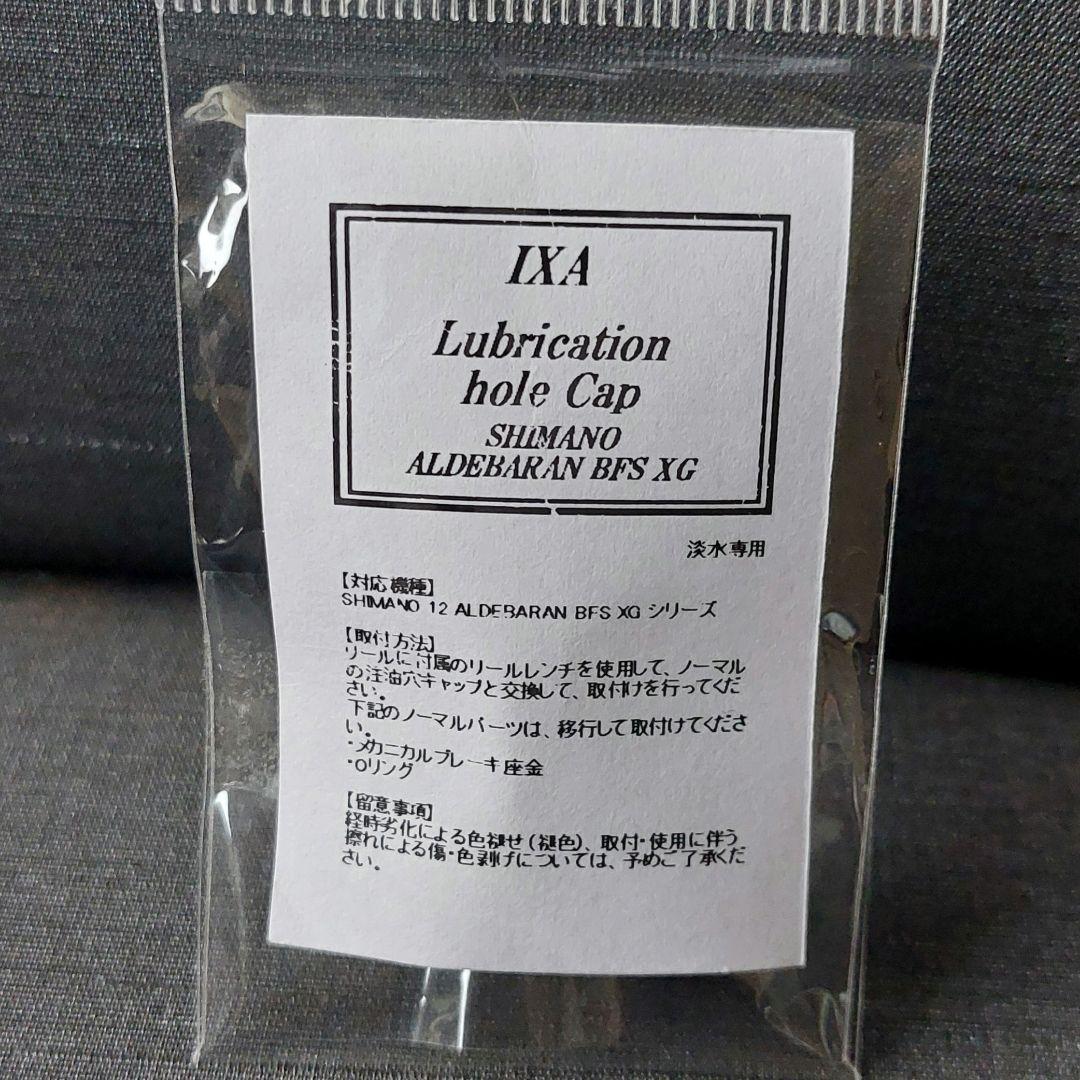 IXA
Lubrication
hole Cap
SHIMANO
ALDEBARAN BFS XG
淡水専用
【対応機種】
SHIMANO 12 ALDEBARAN BFS XG シリーズ
【取付方法】
リールに付属のリールレンチを使用して、ノーマル
の注油穴キャップと交換して、取付けを行ってくだ
さい。
下記のノーマルパーツは、移行して取付けてくださ
い。
・メカニカルブレーキ座金
・Oリング
【留意事項】
経時劣化による色褪せ(褪色)、取付・使用に伴う
擦れによる傷・色剥げについては、予めご了承くだ
さい。